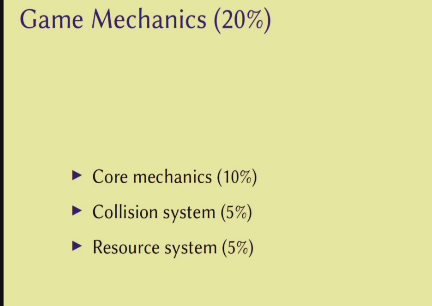 Game Mechanics (20%)
Core mechanics (10%)
Collision system (5%)
Resource system (5%)